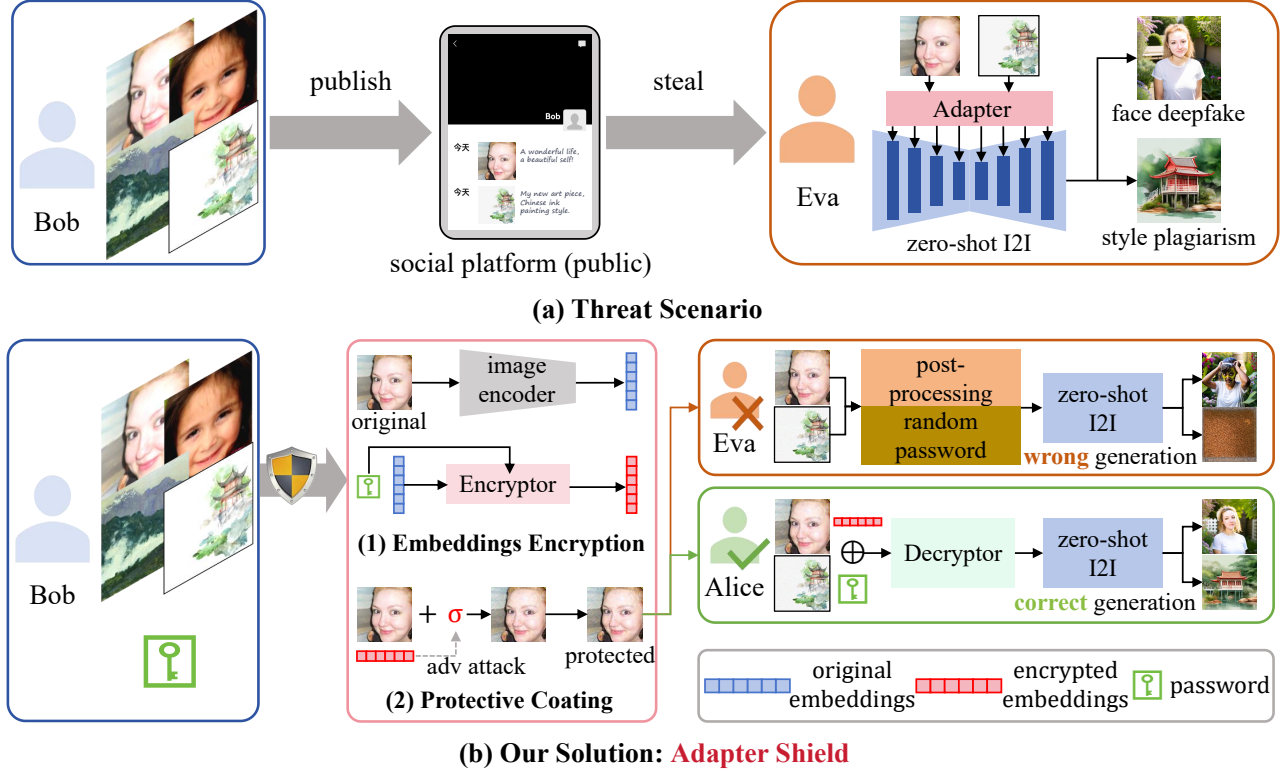 Bob
publish
Bob
今天
A wonderful life,
a beautiful self!
今天
My new art piece,
Chinese ink
painting style.
social platform (public)
steal
Eva
Adapter
zero-shot I2I
face deepfake
style plagiarism
(a) Threat Scenario
Bob
original
image
encoder
Encryptor
(1) Embeddings Encryption
+
σ
adv attack
protected
(2) Protective Coating
Eva
post-
processing
random
password
zero-shot
I2I
wrong generation
Alice
Decryptor
zero-shot
I2I
correct generation
original
embeddings
encrypted
embeddings
password
(b) Our Solution: Adapter Shield